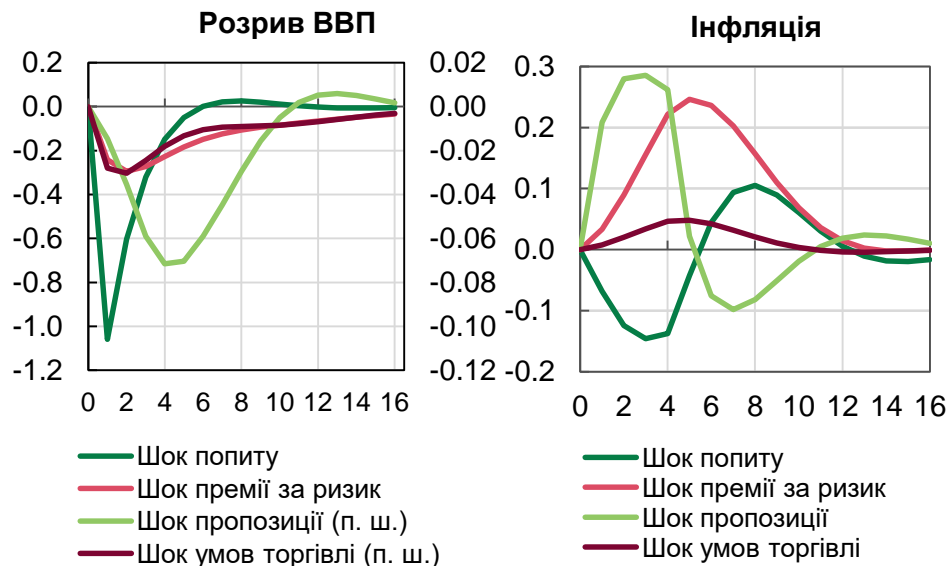 Розрив ВВП
0.2
0.0
-0.2
-0.4
-0.6
-0.8
-1.0
-1.2
0.02
0.00
-0.02
-0.04
-0.06
-0.08
-0.10
-0.12
0 2 4 6 8 10 12 14 16
Шок попиту
Шок премії за ризик
Шок пропозиції (п. ш.)
Шок умов торгівлі (п. ш.)
Інфляція
0.3
0.2
0.1
0.0
-0.1
-0.2
0 2 4 6 8 10 12 14 16
Шок попиту
Шок премії за ризик
Шок пропозиції
Шок умов торгівлі